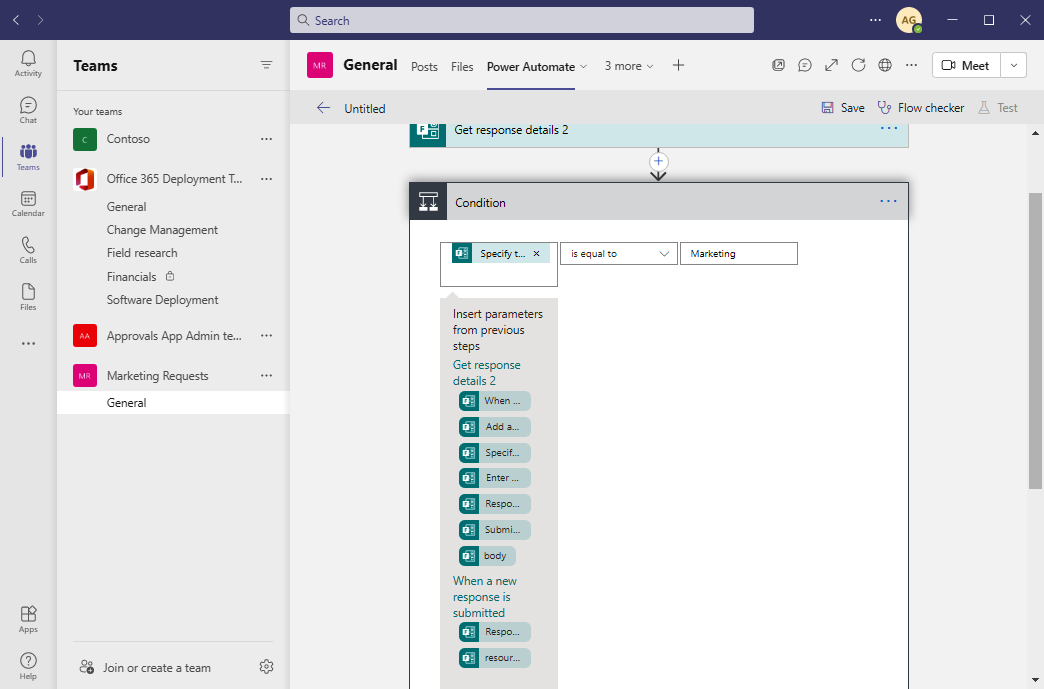 Search
AG
Activity
Chat
Teams
Calendar
Calls
Files
Apps
Help
Teams
Your teams
C
Contoso
Office 365 Deployment T...
General
Change Management
Field research
Financials
Software Deployment
AA
Approvals App Admin te...
MR
Marketing Requests
General
Join or create a team
MR
General
Posts
Files
Power Automate
3 more
Meet
Untitled
Save
Flow checker
Test
Get response details 2
Condition
Specify t...
is equal to
Marketing
Insert parameters
from previous
steps
Get response
details 2
When ...
Add a...
Specif...
Enter ...
Respo...
Submi...
body
When a new
response is
submitted
Respo...
resour...